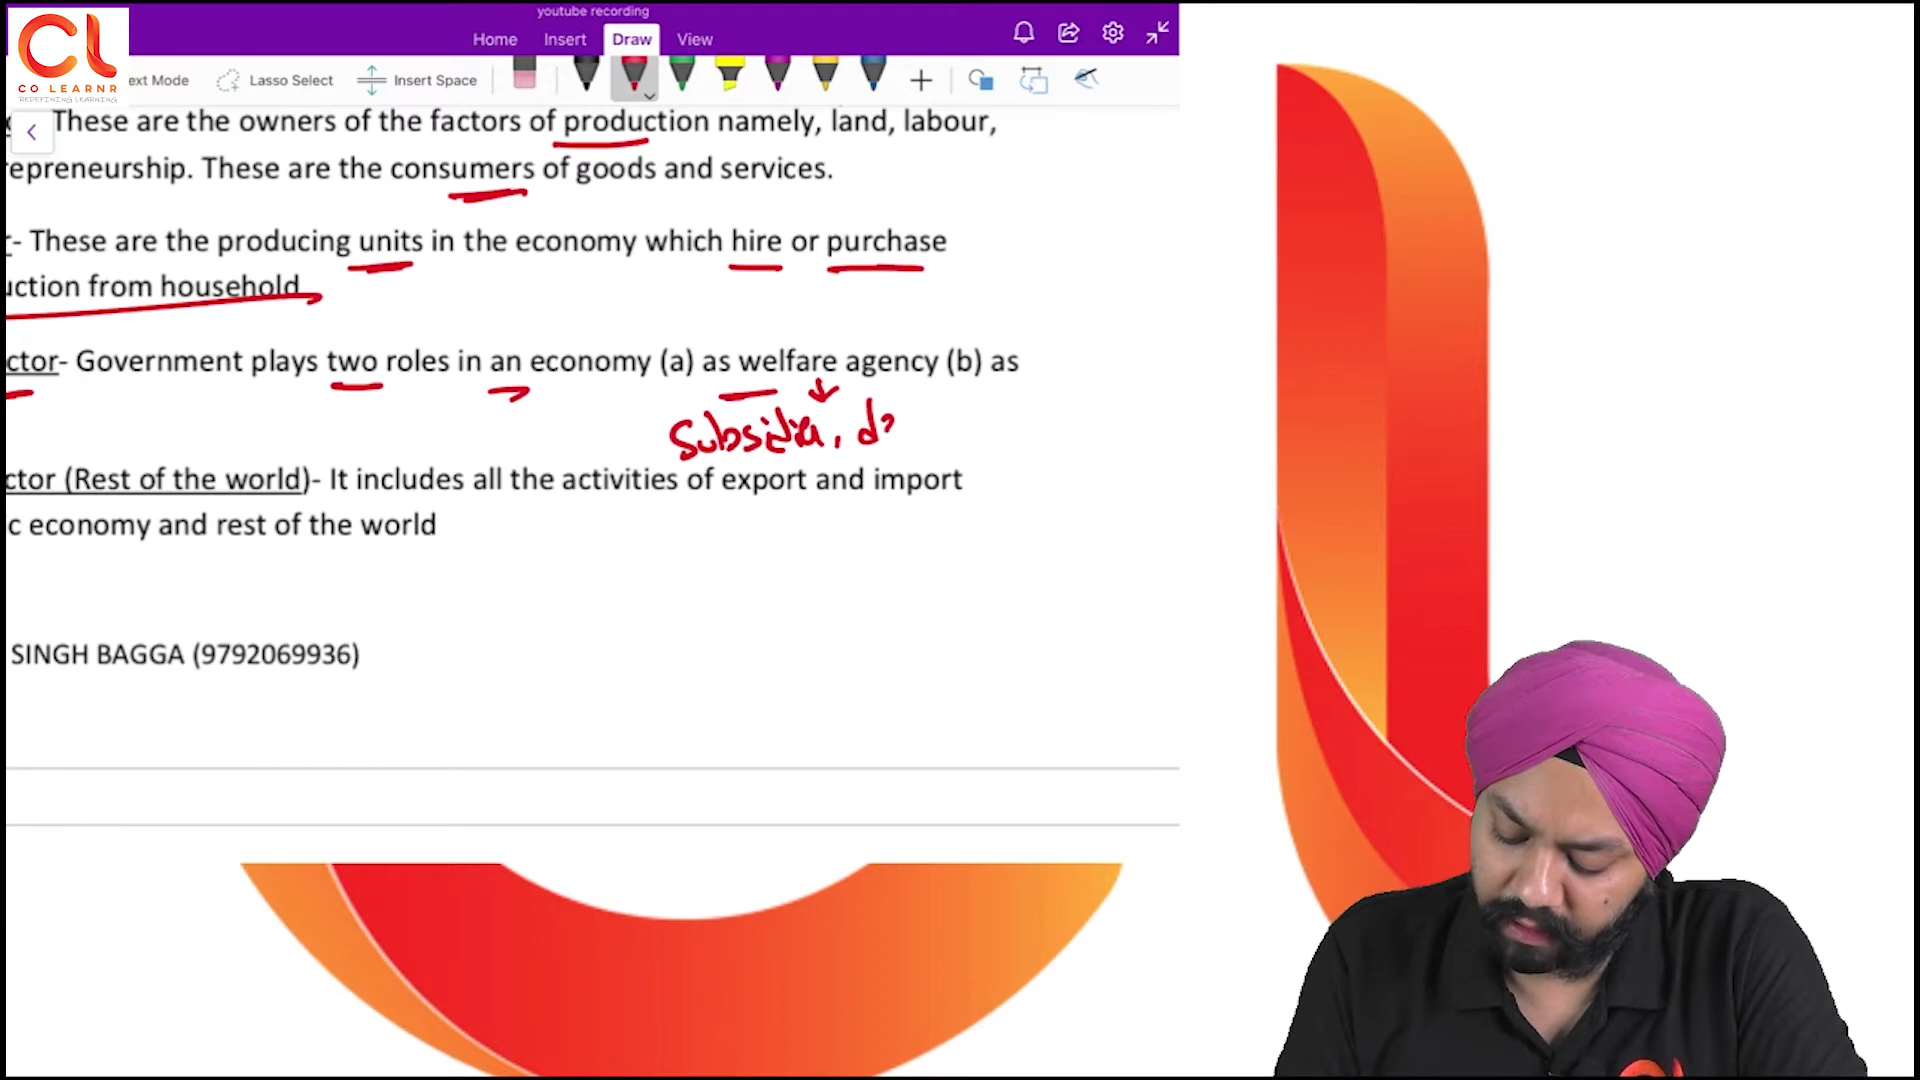 youtube recording
CO LEARNR
REDEFINING LEARNING
Home Insert Draw View
ext Mode Lasso Select Insert Space
These are the owners of the factors of production namely, land, labour,
repreneurship. These are the consumers of goods and services.
r- These are the producing units in the economy which hire or purchase
uction from household
ctor- Government plays two roles in an economy (a) as welfare agency (b) as
ctor (Rest of the world)- It includes all the activities of export and import
c economy and rest of the world
SINGH BAGGA (9792069936)